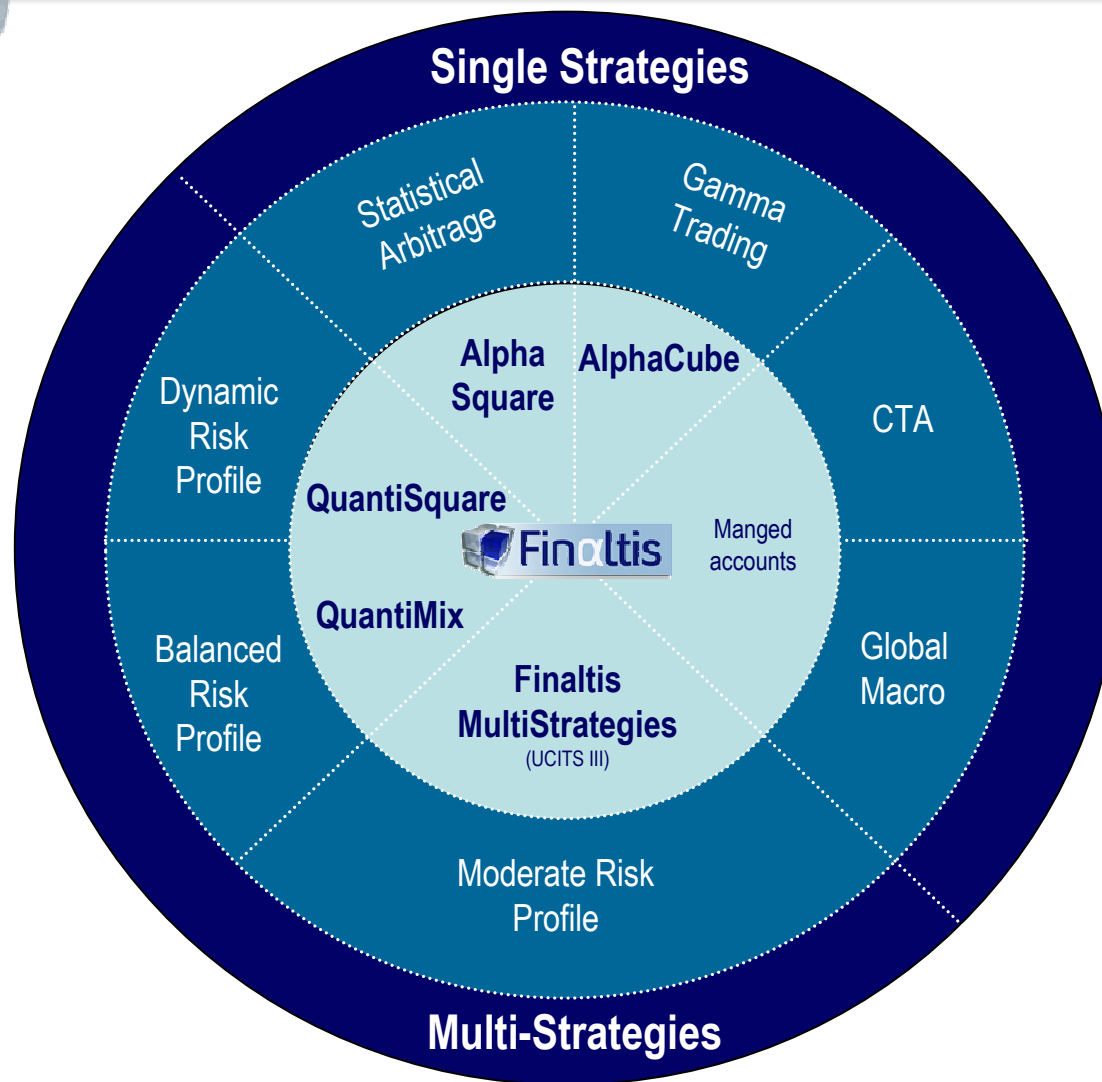 Single Strategies
Statistical
Arbitrage
Gamma
Trading
Alpha
Square
AlphaCube
Dynamic
Risk
Profile
CTA
QuantiSquare
Finαltis
Manged
accounts
QuantiMix
Balanced
Risk
Profile
Global
Macro
Finaltis
MultiStrategies
(UCITS III)
Moderate Risk
Profile
Multi-Strategies